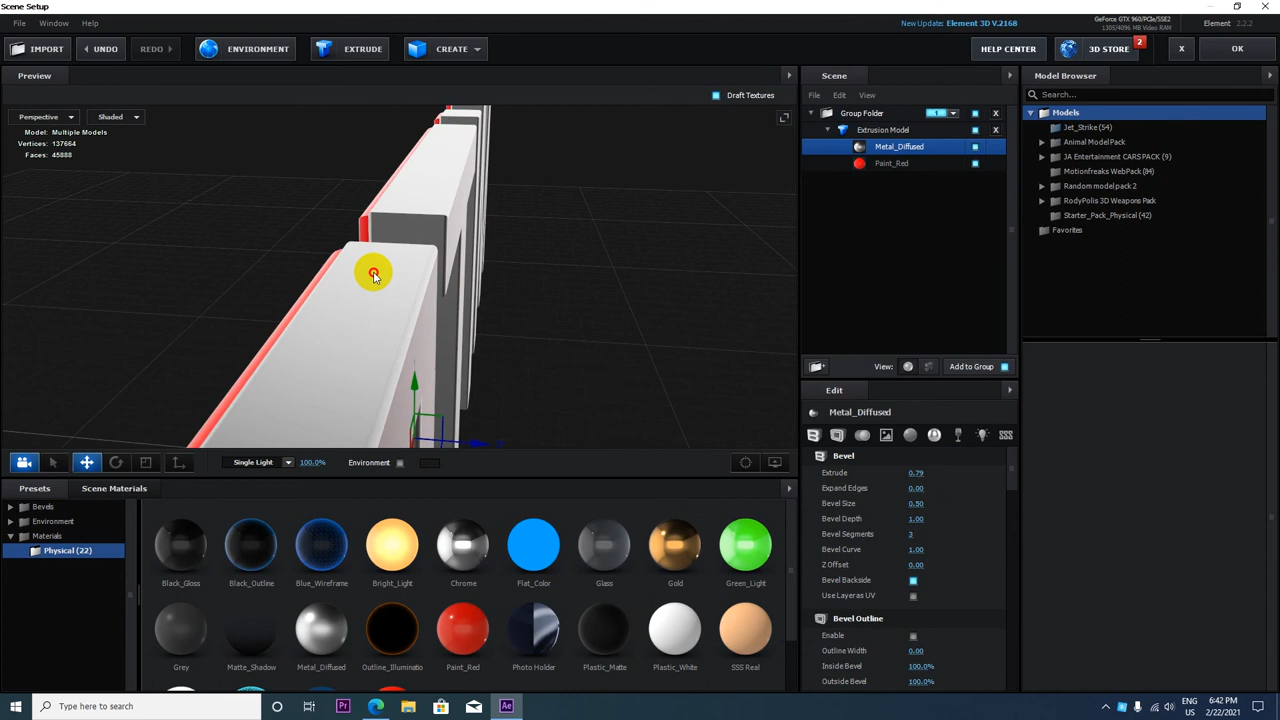 Scene Setup
File Window Help
New Update: Element 3D V.2168
GeForce GTX 960/PCIe/SSE2
1305/4096 MB Video RAM
Element 2.2.2
IMPORT UNDO REDO ENVIRONMENT EXTRUDE CREATE
HELP CENTER 3D STORE 2 X OK
Preview
Draft Textures
Perspective Shaded
Model: Multiple Models
Vertices: 137664
Faces: 45888
Single Light 100.0% Environment
Presets Scene Materials
Bevels
Environment
Materials
Physical (22)
Black_Gloss Black_Outline Blue_Wireframe Bright_Light Chrome Flat_Color Glass Gold Green_Light
Grey Matte_Shadow Metal_Diffused Outline_Illuminatio Paint_Red Photo Holder Plastic_Matte Plastic_White SSS Real
Scene
File Edit View
Group Folder 1 X
Extrusion Model X
Metal_Diffused
Paint_Red
View: Add to Group
Edit
Metal_Diffused
Bevel
Extrude 0.79
Expand Edges 0.00
Bevel Size 0.50
Bevel Depth 1.00
Bevel Segments 3
Bevel Curve 1.00
Z Offset 0.00
Bevel Backside
Use Layer as UV
Bevel Outline
Enable
Outline Width 0.00
Inside Bevel 100.0%
Outside Bevel 100.0%
Model Browser
Search...
Models
Jet_Strike (54)
Animal Model Pack
JA Entertainment CARS PACK (9)
Motionfreaks WebPack (84)
Random model pack 2
RodyPolis 3D Weapons Pack
Starter_Pack_Physical (42)
Favorites
Type here to search
Pr
Ae
ENG
US
6:42 PM
2/22/2021